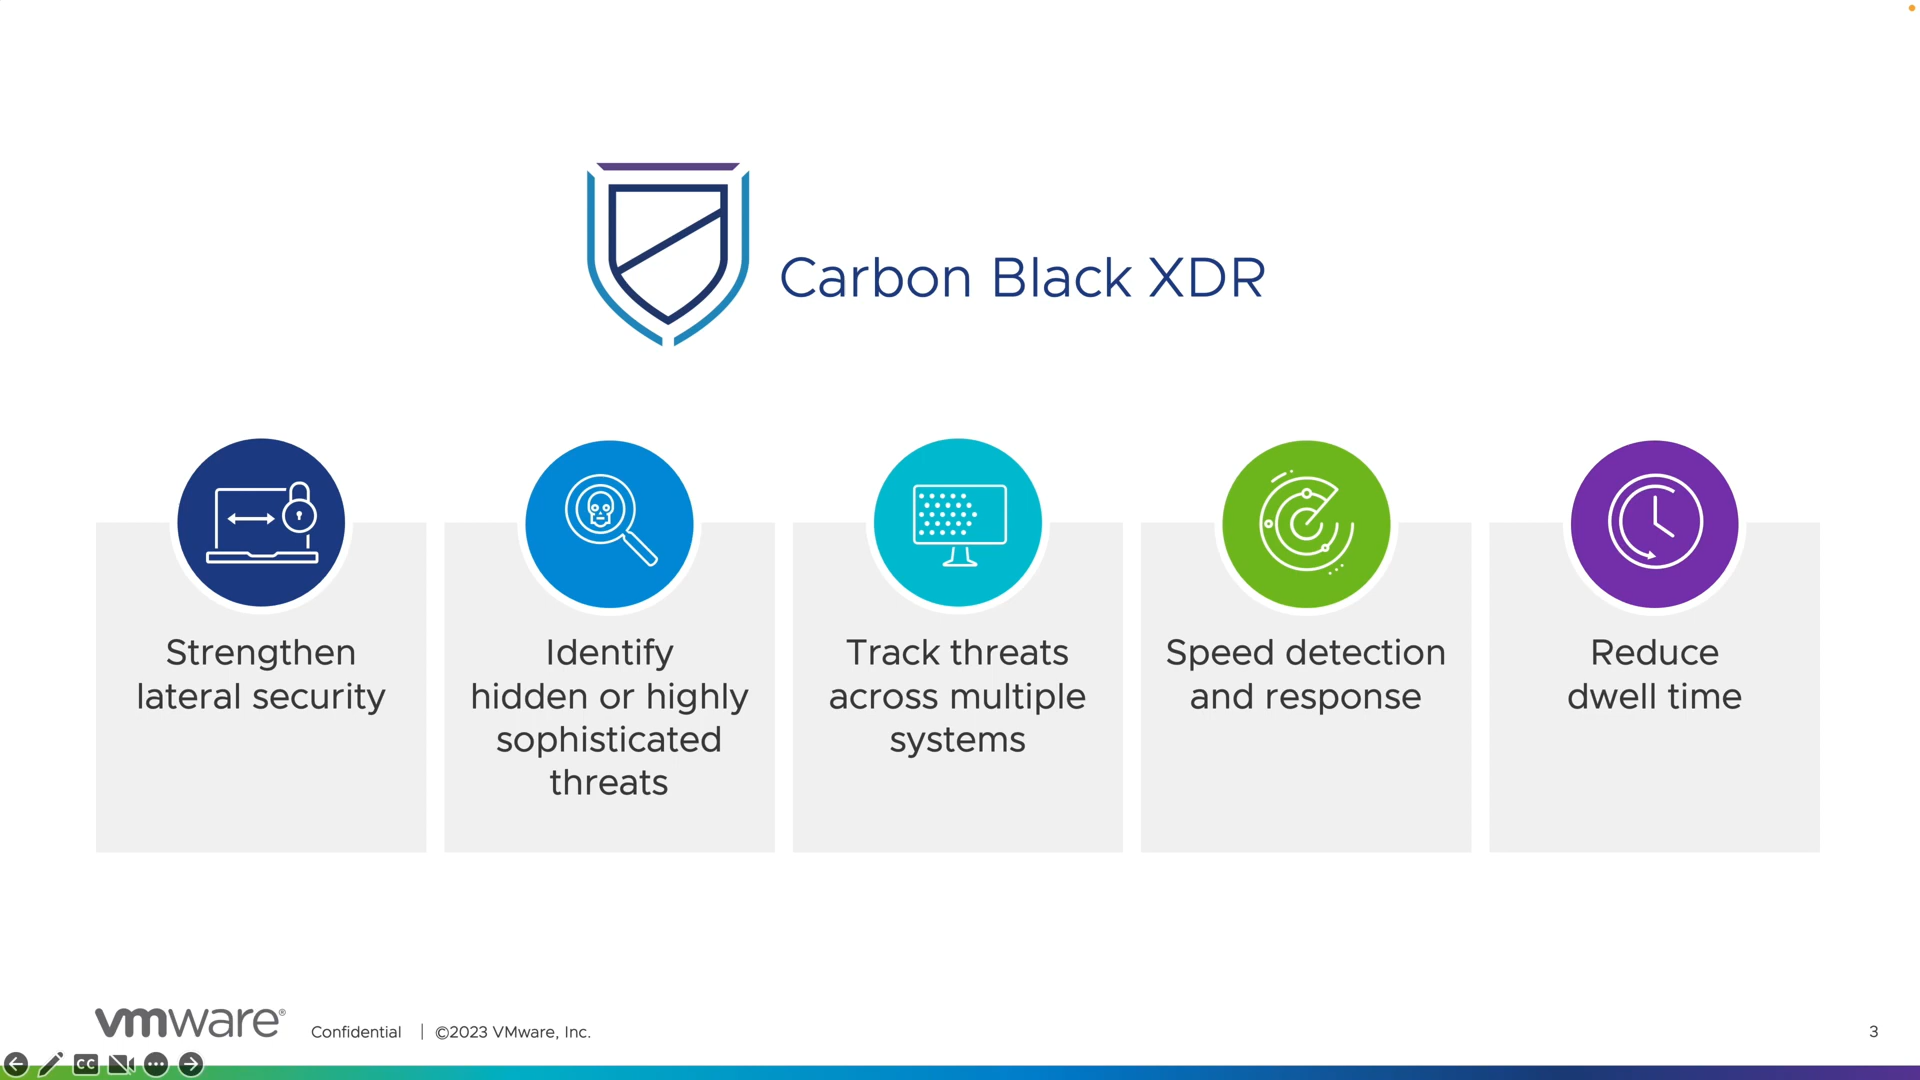 Carbon Black XDR
Strengthen
lateral security
Identify
hidden or highly
sophisticated
threats
Track threats
across multiple
systems
Speed detection
and response
Reduce
dwell time
vmware®
Confidential | ©2023 VMware, Inc.
3
CC